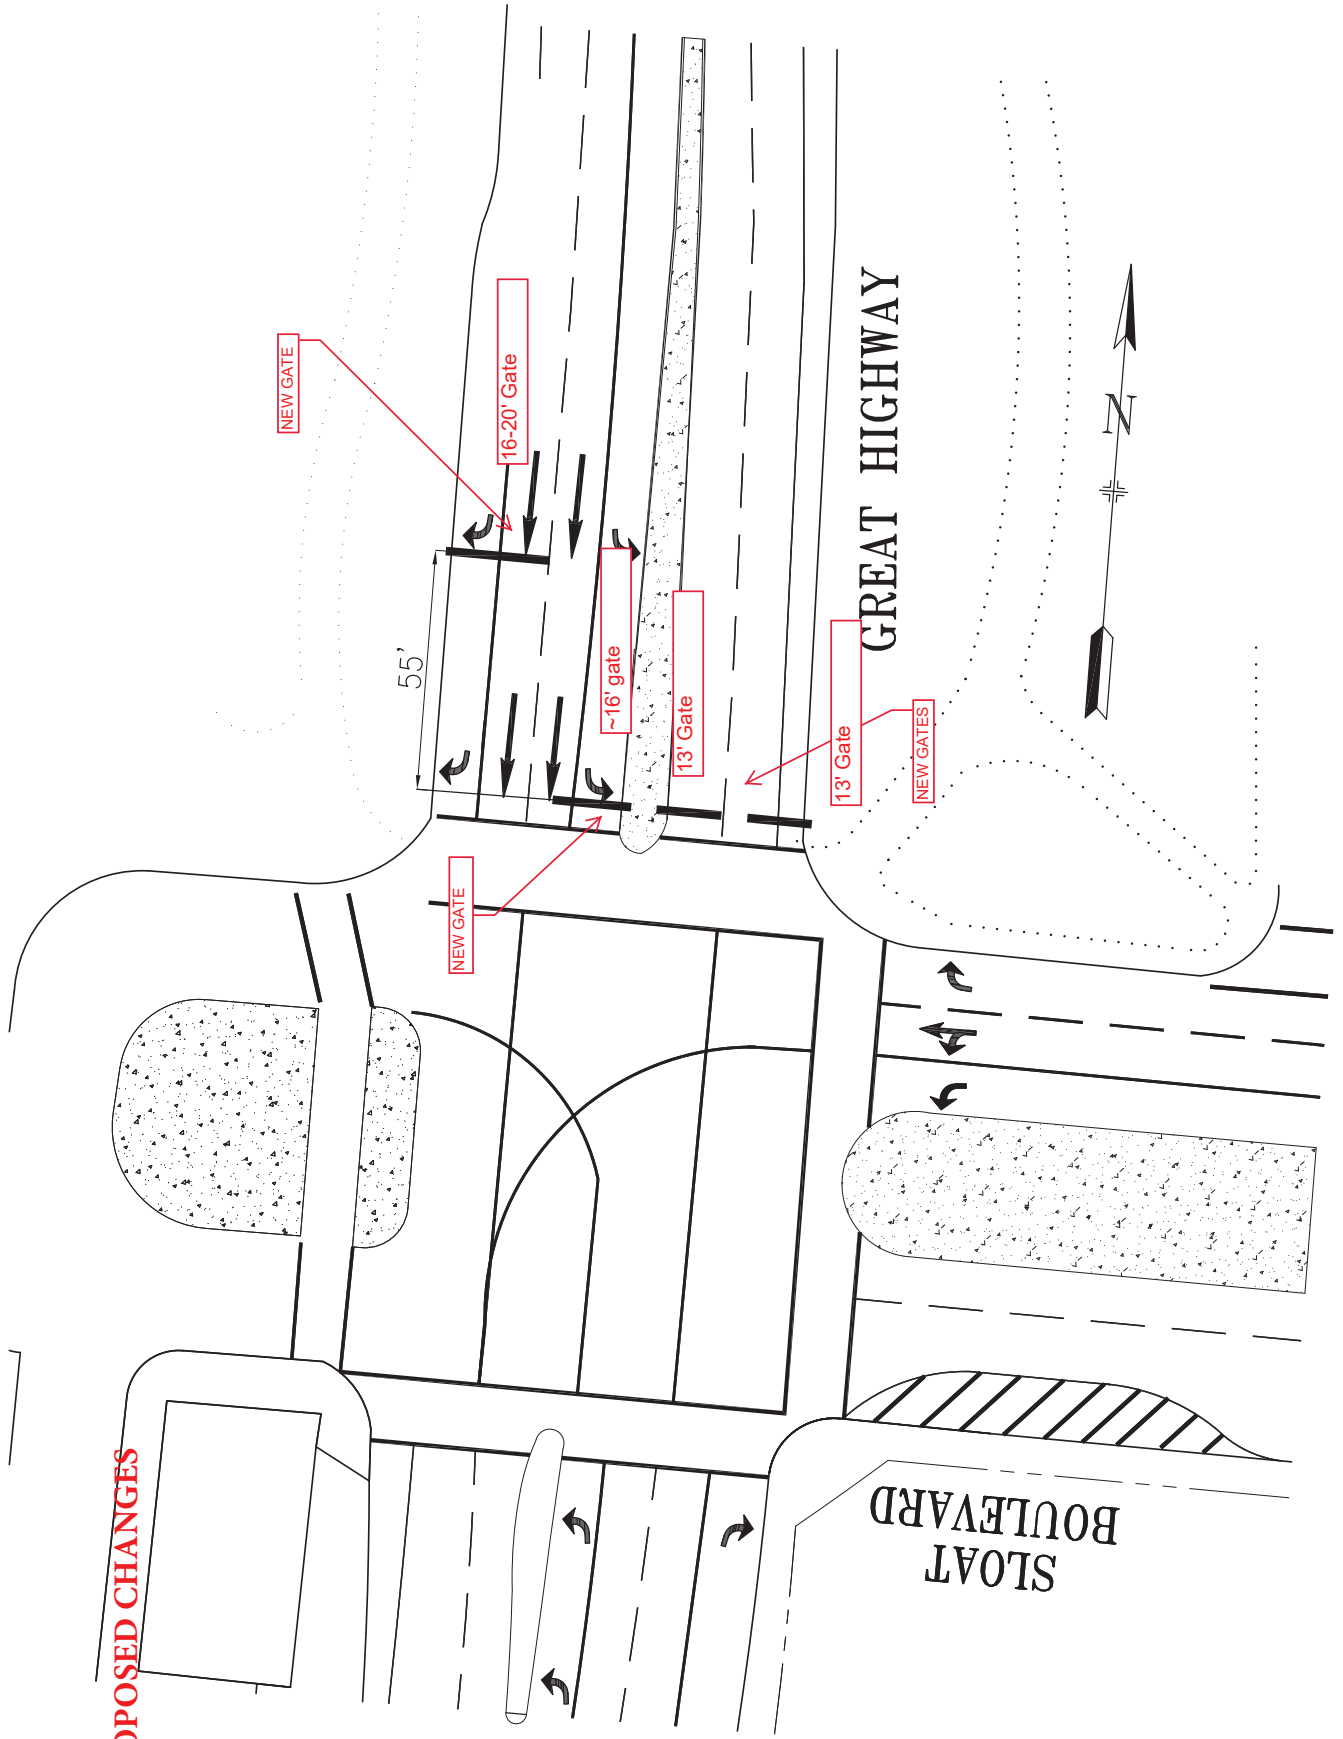 NEW GATE
16-20' Gate
GREAT HIGHWAY
N
55'
~16' gate
13' Gate
13' Gate
NEW GATES
NEW GATE
SLOAT
BOULEVARD
CHANGES